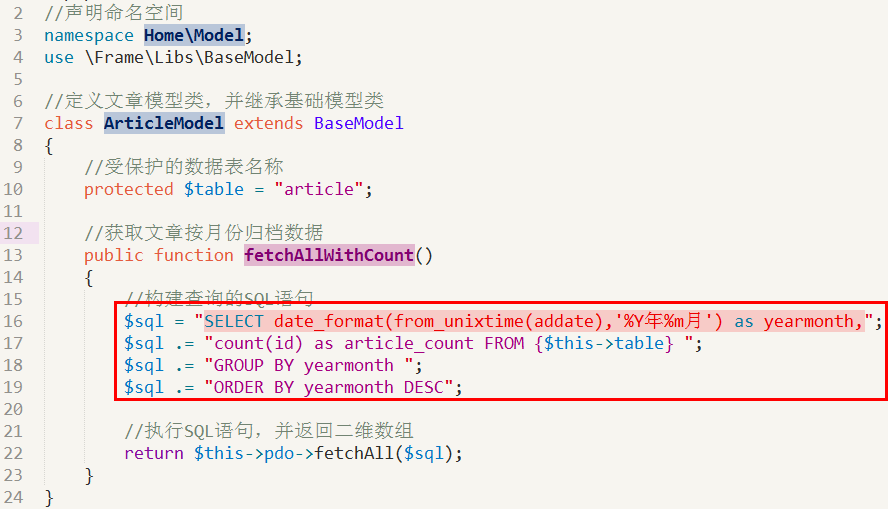 2 //声明命名空间
3 namespace Home\Model;
4 use \Frame\Libs\BaseModel;
5
6 //定义文章模型类，并继承基础模型类
7 class ArticleModel extends BaseModel
8 {
9 //受保护的数据表名称
10 protected $table = "article";
11
12 //获取文章按月份归档数据
13 public function fetchAllWithCount()
14 {
15 //构建查询的SQL语句
16 $sql = "SELECT date_format(from_unixtime(addate),'%Y年%m月') as yearmonth,";
17 $sql .= "count(id) as article_count FROM {$this->table} ";
18 $sql .= "GROUP BY yearmonth ";
19 $sql .= "ORDER BY yearmonth DESC";
20
21 //执行SQL语句，并返回二维数组
22 return $this->pdo->fetchAll($sql);
23 }
24 }